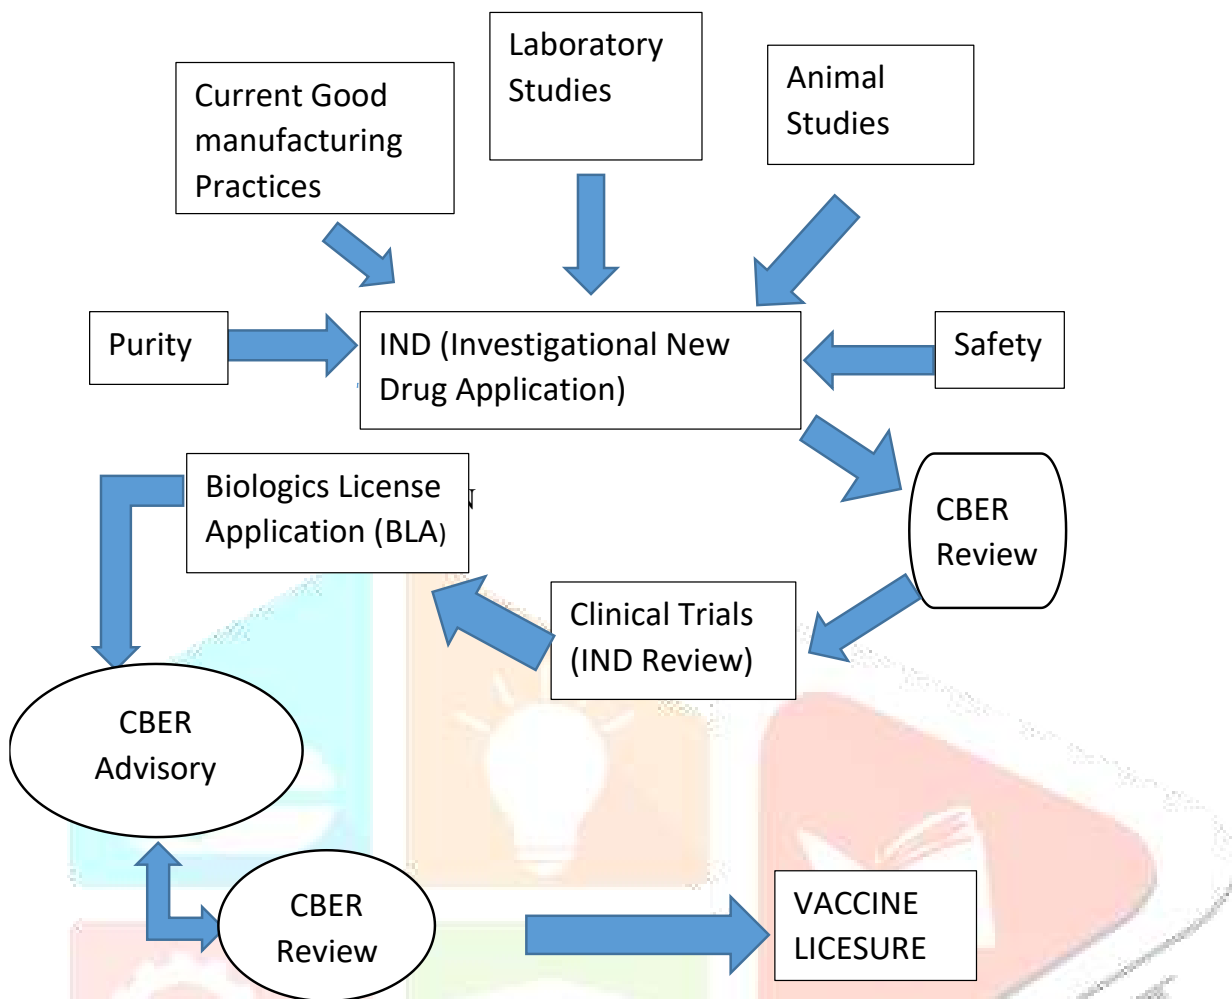 Laboratory
Studies
Current Good
manufacturing
Practices
Animal
Studies
Purity
IND (Investigational New
Drug Application)
Safety
Biologics License
Application (BLA)
N
CBER
Review
Clinical Trials
(IND Review)
CBER
Advisory
CBER
Review
VACCINE
LICESURE